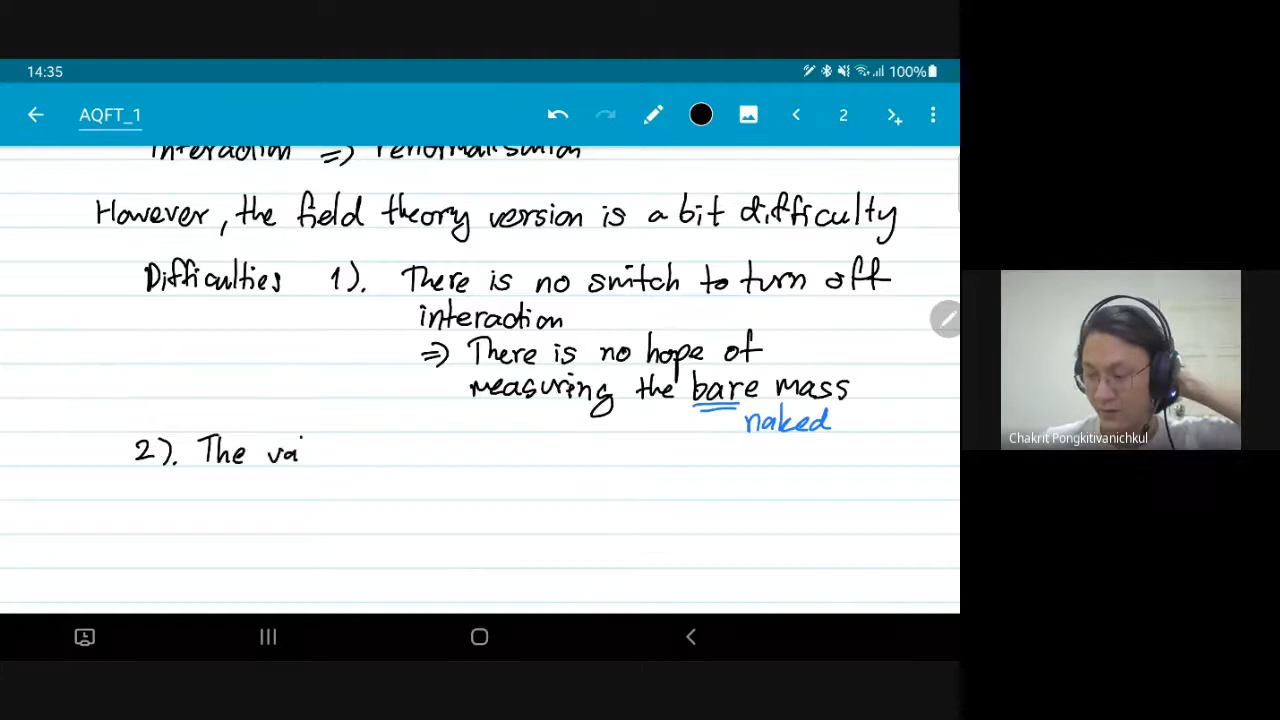 14:35
100%
AQFT_1
2
interaction => renormalisation
However, the field theory version is a bit difficulty
Difficulties 1). There is no switch to turn off
interaction
=> There is no hope of
measuring the bare mass
naked
2). The va
Chakrit Pongkitivanichkul